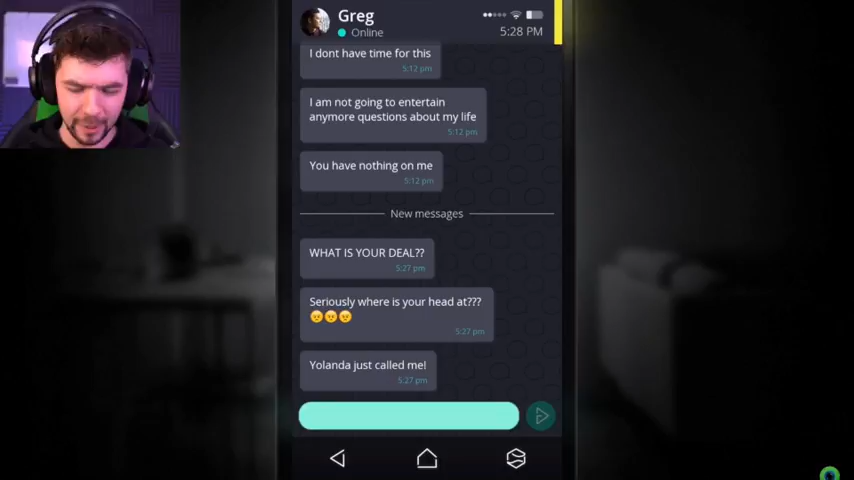 Greg
Online
5:28 PM
I dont have time for this
5:12 pm
I am not going to entertain
anymore questions about my life
5:12 pm
You have nothing on me
5:12 pm
New messages
WHAT IS YOUR DEAL??
5:27 pm
Seriously where is your head at???
😠😠😠
5:27 pm
Yolanda just called me!
5:27 pm